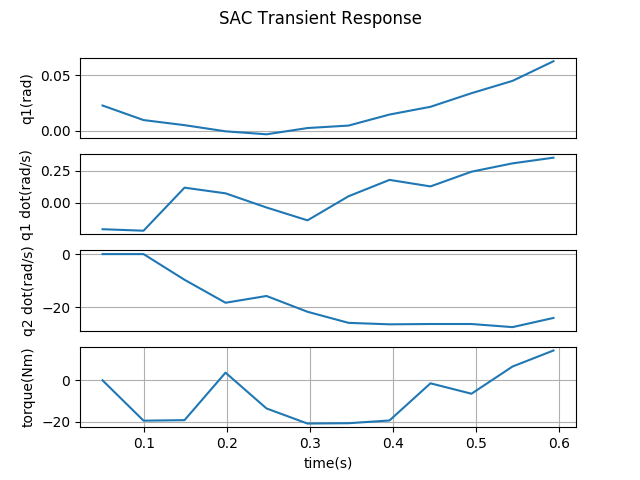 SAC Transient Response
q1(rad)
0.05
0.00
q1 dot(rad/s)
0.25
0.00
q2 dot(rad/s)
0
−20
torque(Nm)
0
−20
0.1 0.2 0.3 0.4 0.5 0.6
time(s)